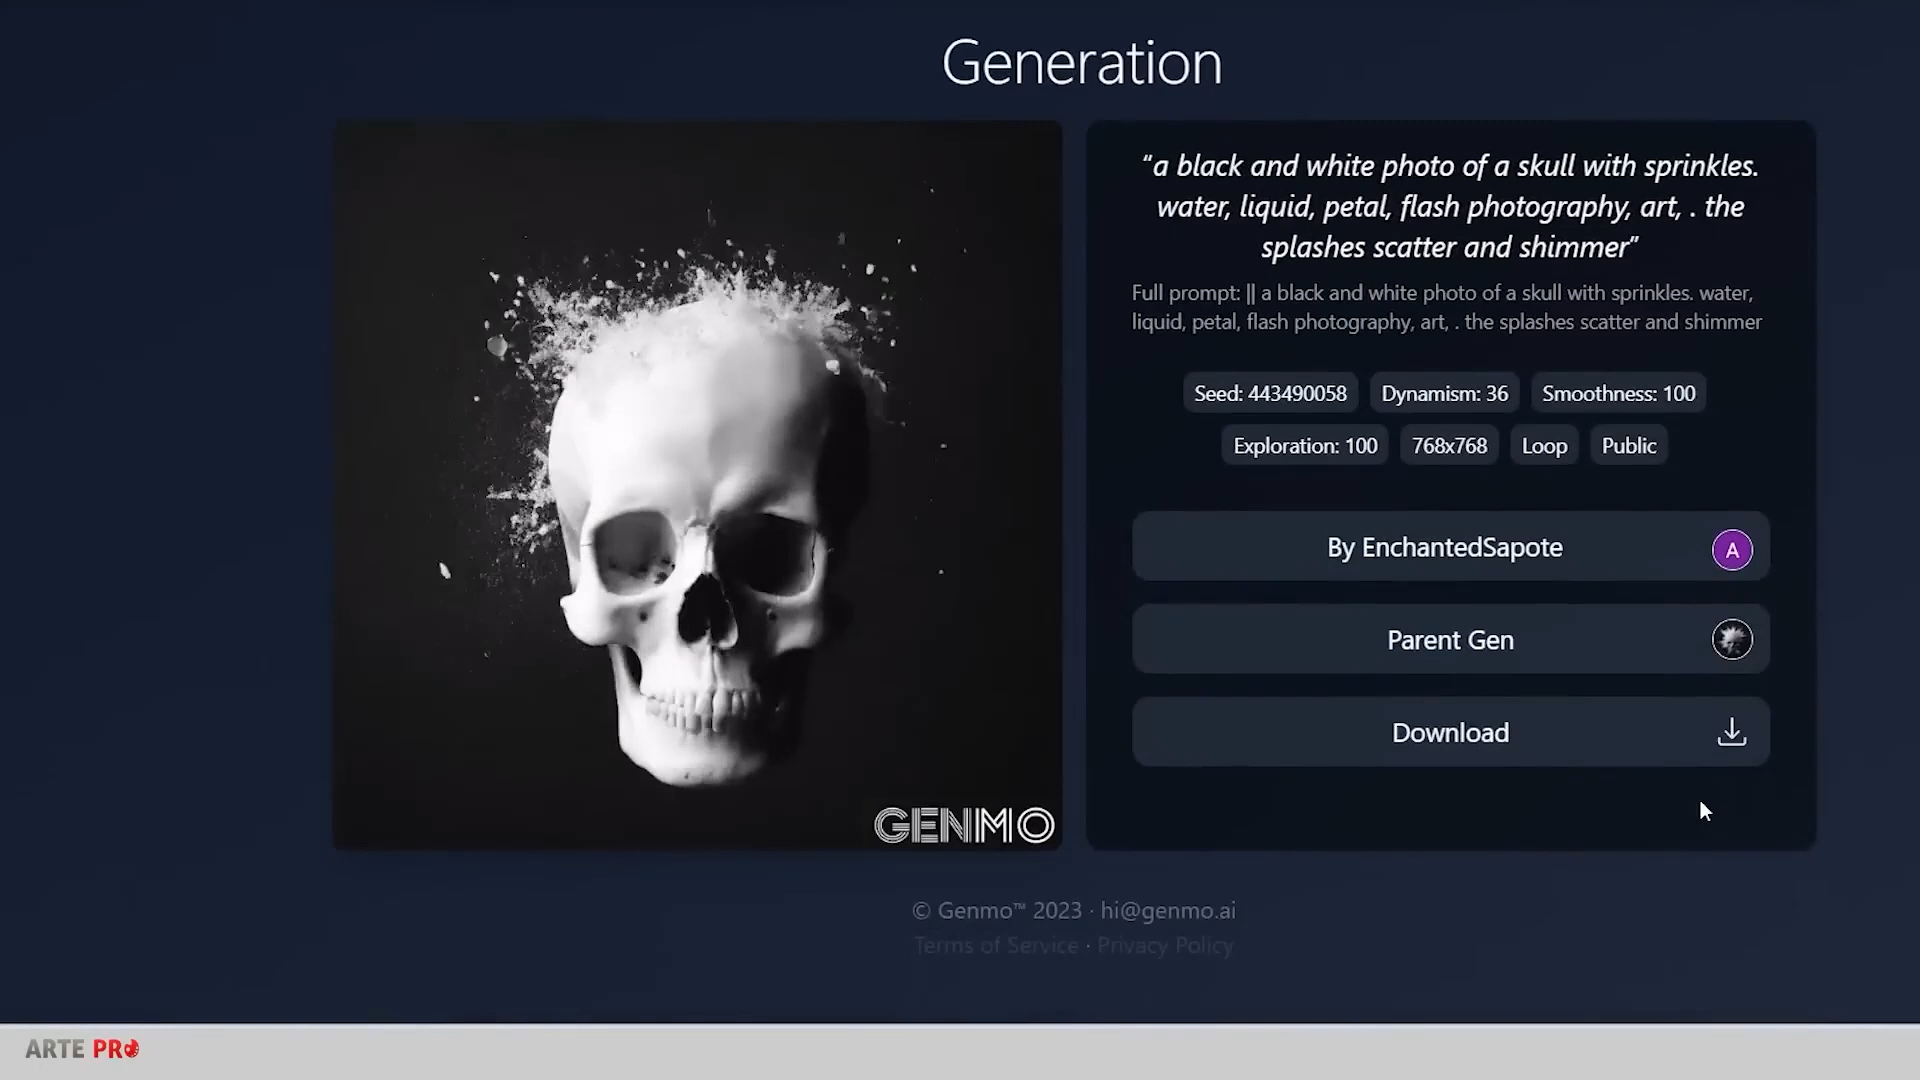 Generation
“a black and white photo of a skull with sprinkles.
water, liquid, petal, flash photography, art, . the
splashes scatter and shimmer”
Full prompt: || a black and white photo of a skull with sprinkles. water,
liquid, petal, flash photography, art, . the splashes scatter and shimmer
Seed: 443490058 Dynamism: 36 Smoothness: 100
Exploration: 100 768x768 Loop Public
By EnchantedSapote A
Parent Gen
Download
GENMO
© Genmo™ 2023 · hi@genmo.ai
Terms of Service · Privacy Policy
ARTE PRO